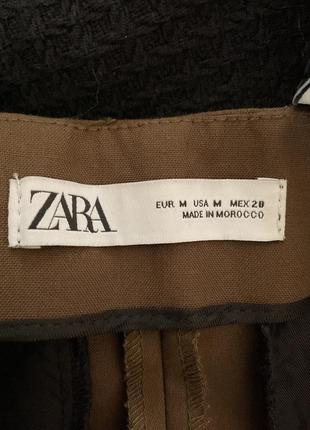 ZARA
EUR M USA M MEX 28
MADE IN MOROCCO